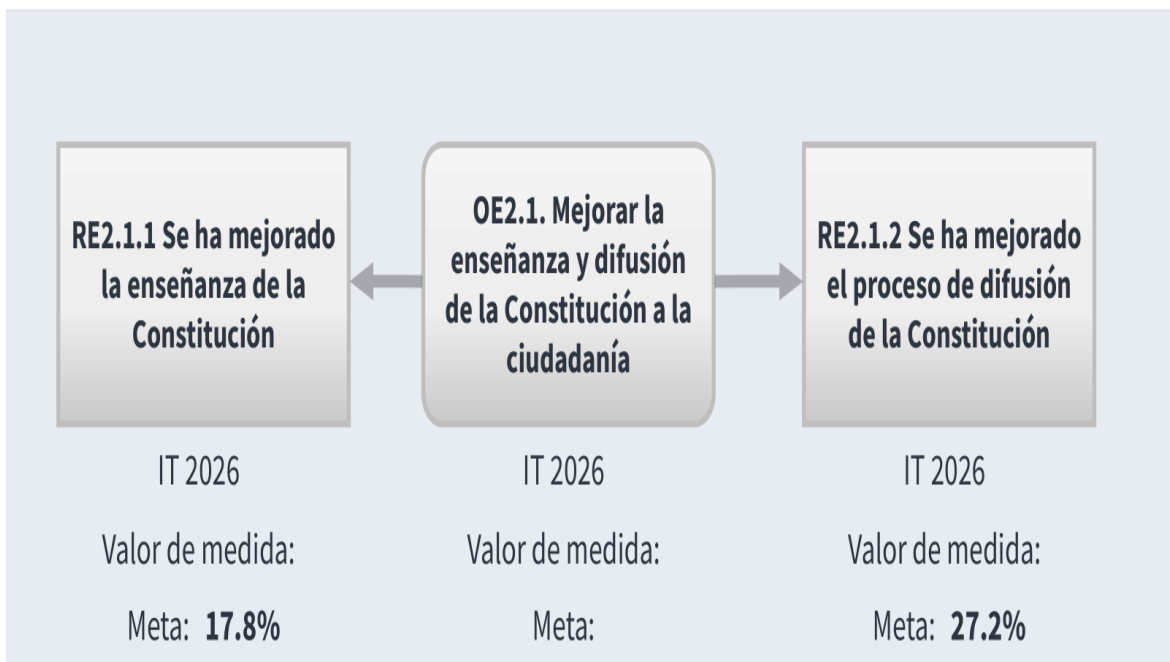 RE2.1.1 Se ha mejorado
la enseñanza de la
Constitución
IT 2026
Valor de medida:
Meta: 17.8%
OE2.1. Mejorar la
enseñanza y difusión
de la Constitución a la
ciudadanía
IT 2026
Valor de medida:
Meta:
RE2.1.2 Se ha mejorado
el proceso de difusión
de la Constitución
IT 2026
Valor de medida:
Meta: 27.2%